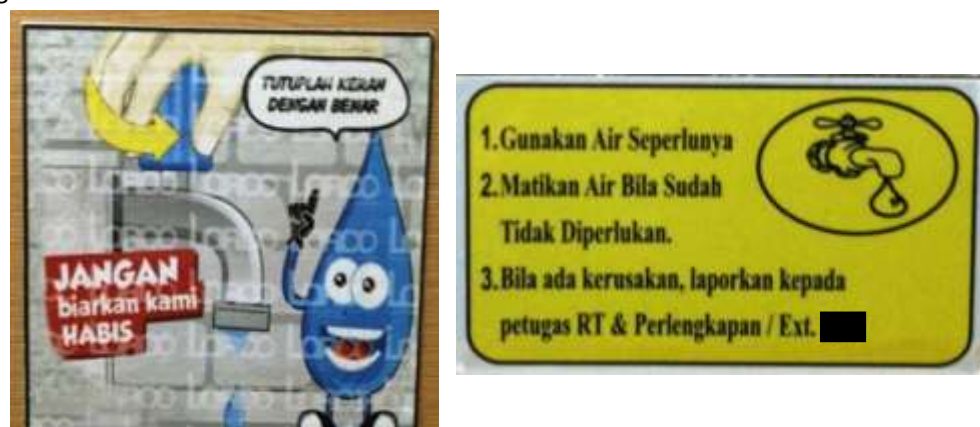 TUTUPLAH KERAN
DENGAN BENAR
JANGAN
biarkan kami
HABIS
1.Gunakan Air Seperlunya
2.Matikan Air Bila Sudah
Tidak Diperlukan.
3.Bila ada kerusakan, laporkan kepada
petugas RT & Perlengkapan / Ext.